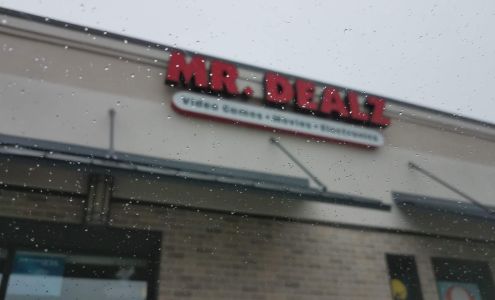 MR. DEALZ
Video Games • Movies • Electronics